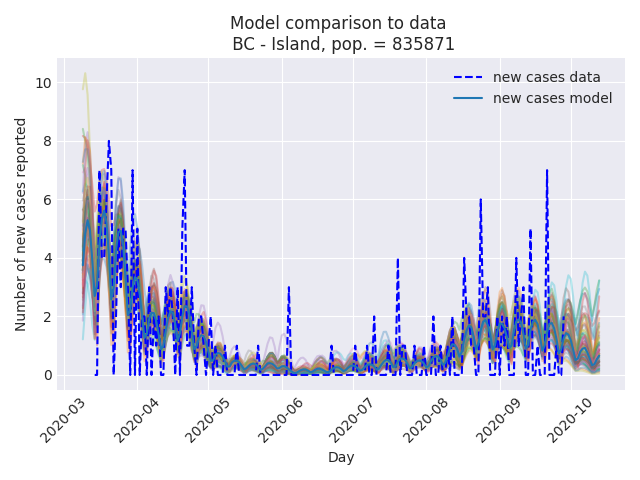 Model comparison to data
BC - Island, pop. = 835871
new cases data
new cases model
Number of new cases reported
10
8
6
4
2
0
2020-03
2020-04
2020-05
2020-06
2020-07
2020-08
2020-09
2020-10
Day